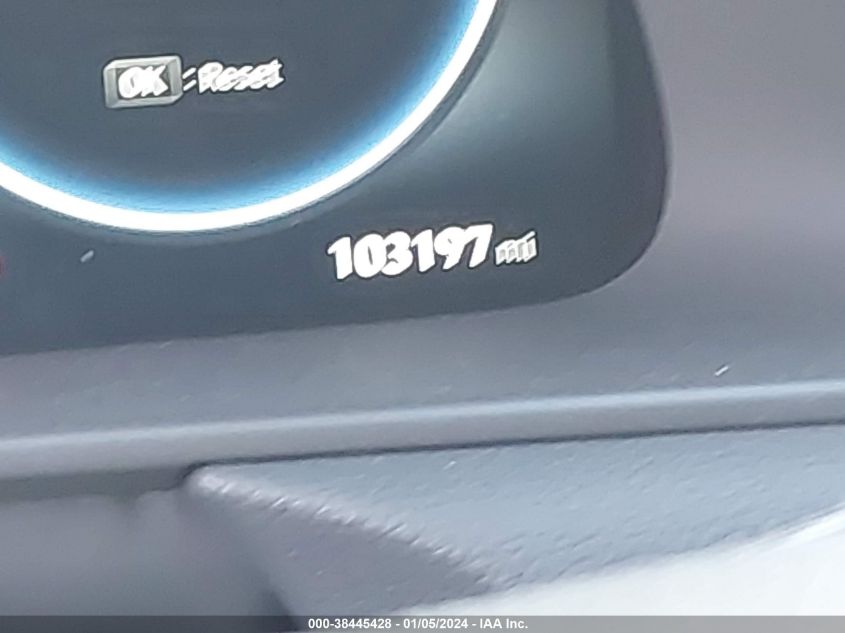 OK : Reset
103197 mi
000-38445428 - 01/05/2024 - IAA Inc.